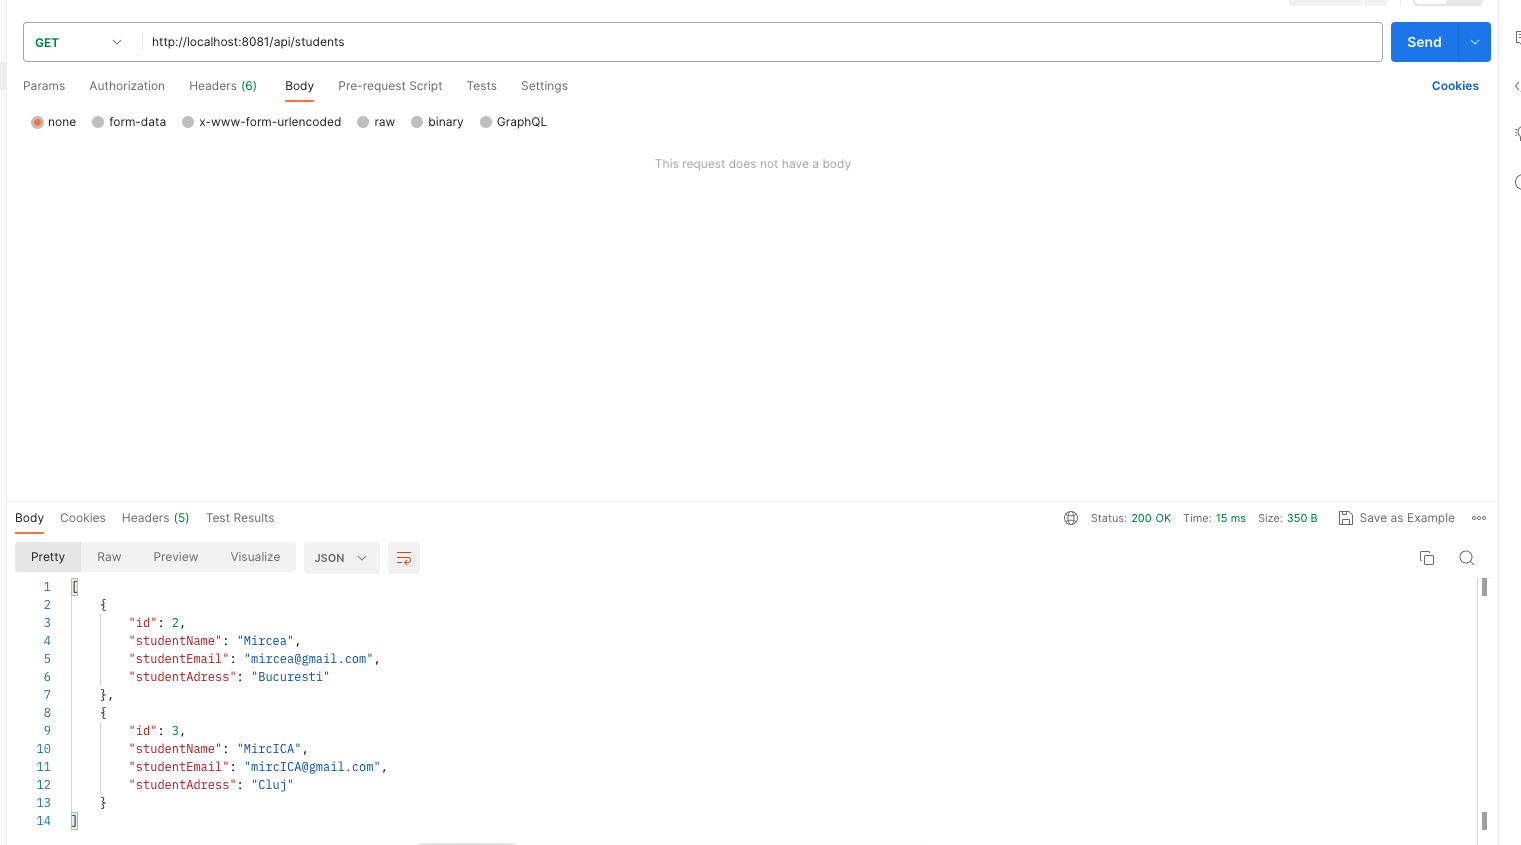 GET http://localhost:8081/api/students Send
Params Authorization Headers (6) Body Pre-request Script Tests Settings Cookies
none form-data x-www-form-urlencoded raw binary GraphQL
This request does not have a body
Body Cookies Headers (5) Test Results Status: 200 OK Time: 15 ms Size: 350 B Save as Example
Pretty Raw Preview Visualize JSON
1 [
2 {
3 "id": 2,
4 "studentName": "Mircea",
5 "studentEmail": "mircea@gmail.com",
6 "studentAdress": "Bucuresti"
7 },
8 {
9 "id": 3,
10 "studentName": "MircICA",
11 "studentEmail": "mircICA@gmail.com",
12 "studentAdress": "Cluj"
13 }
14 ]